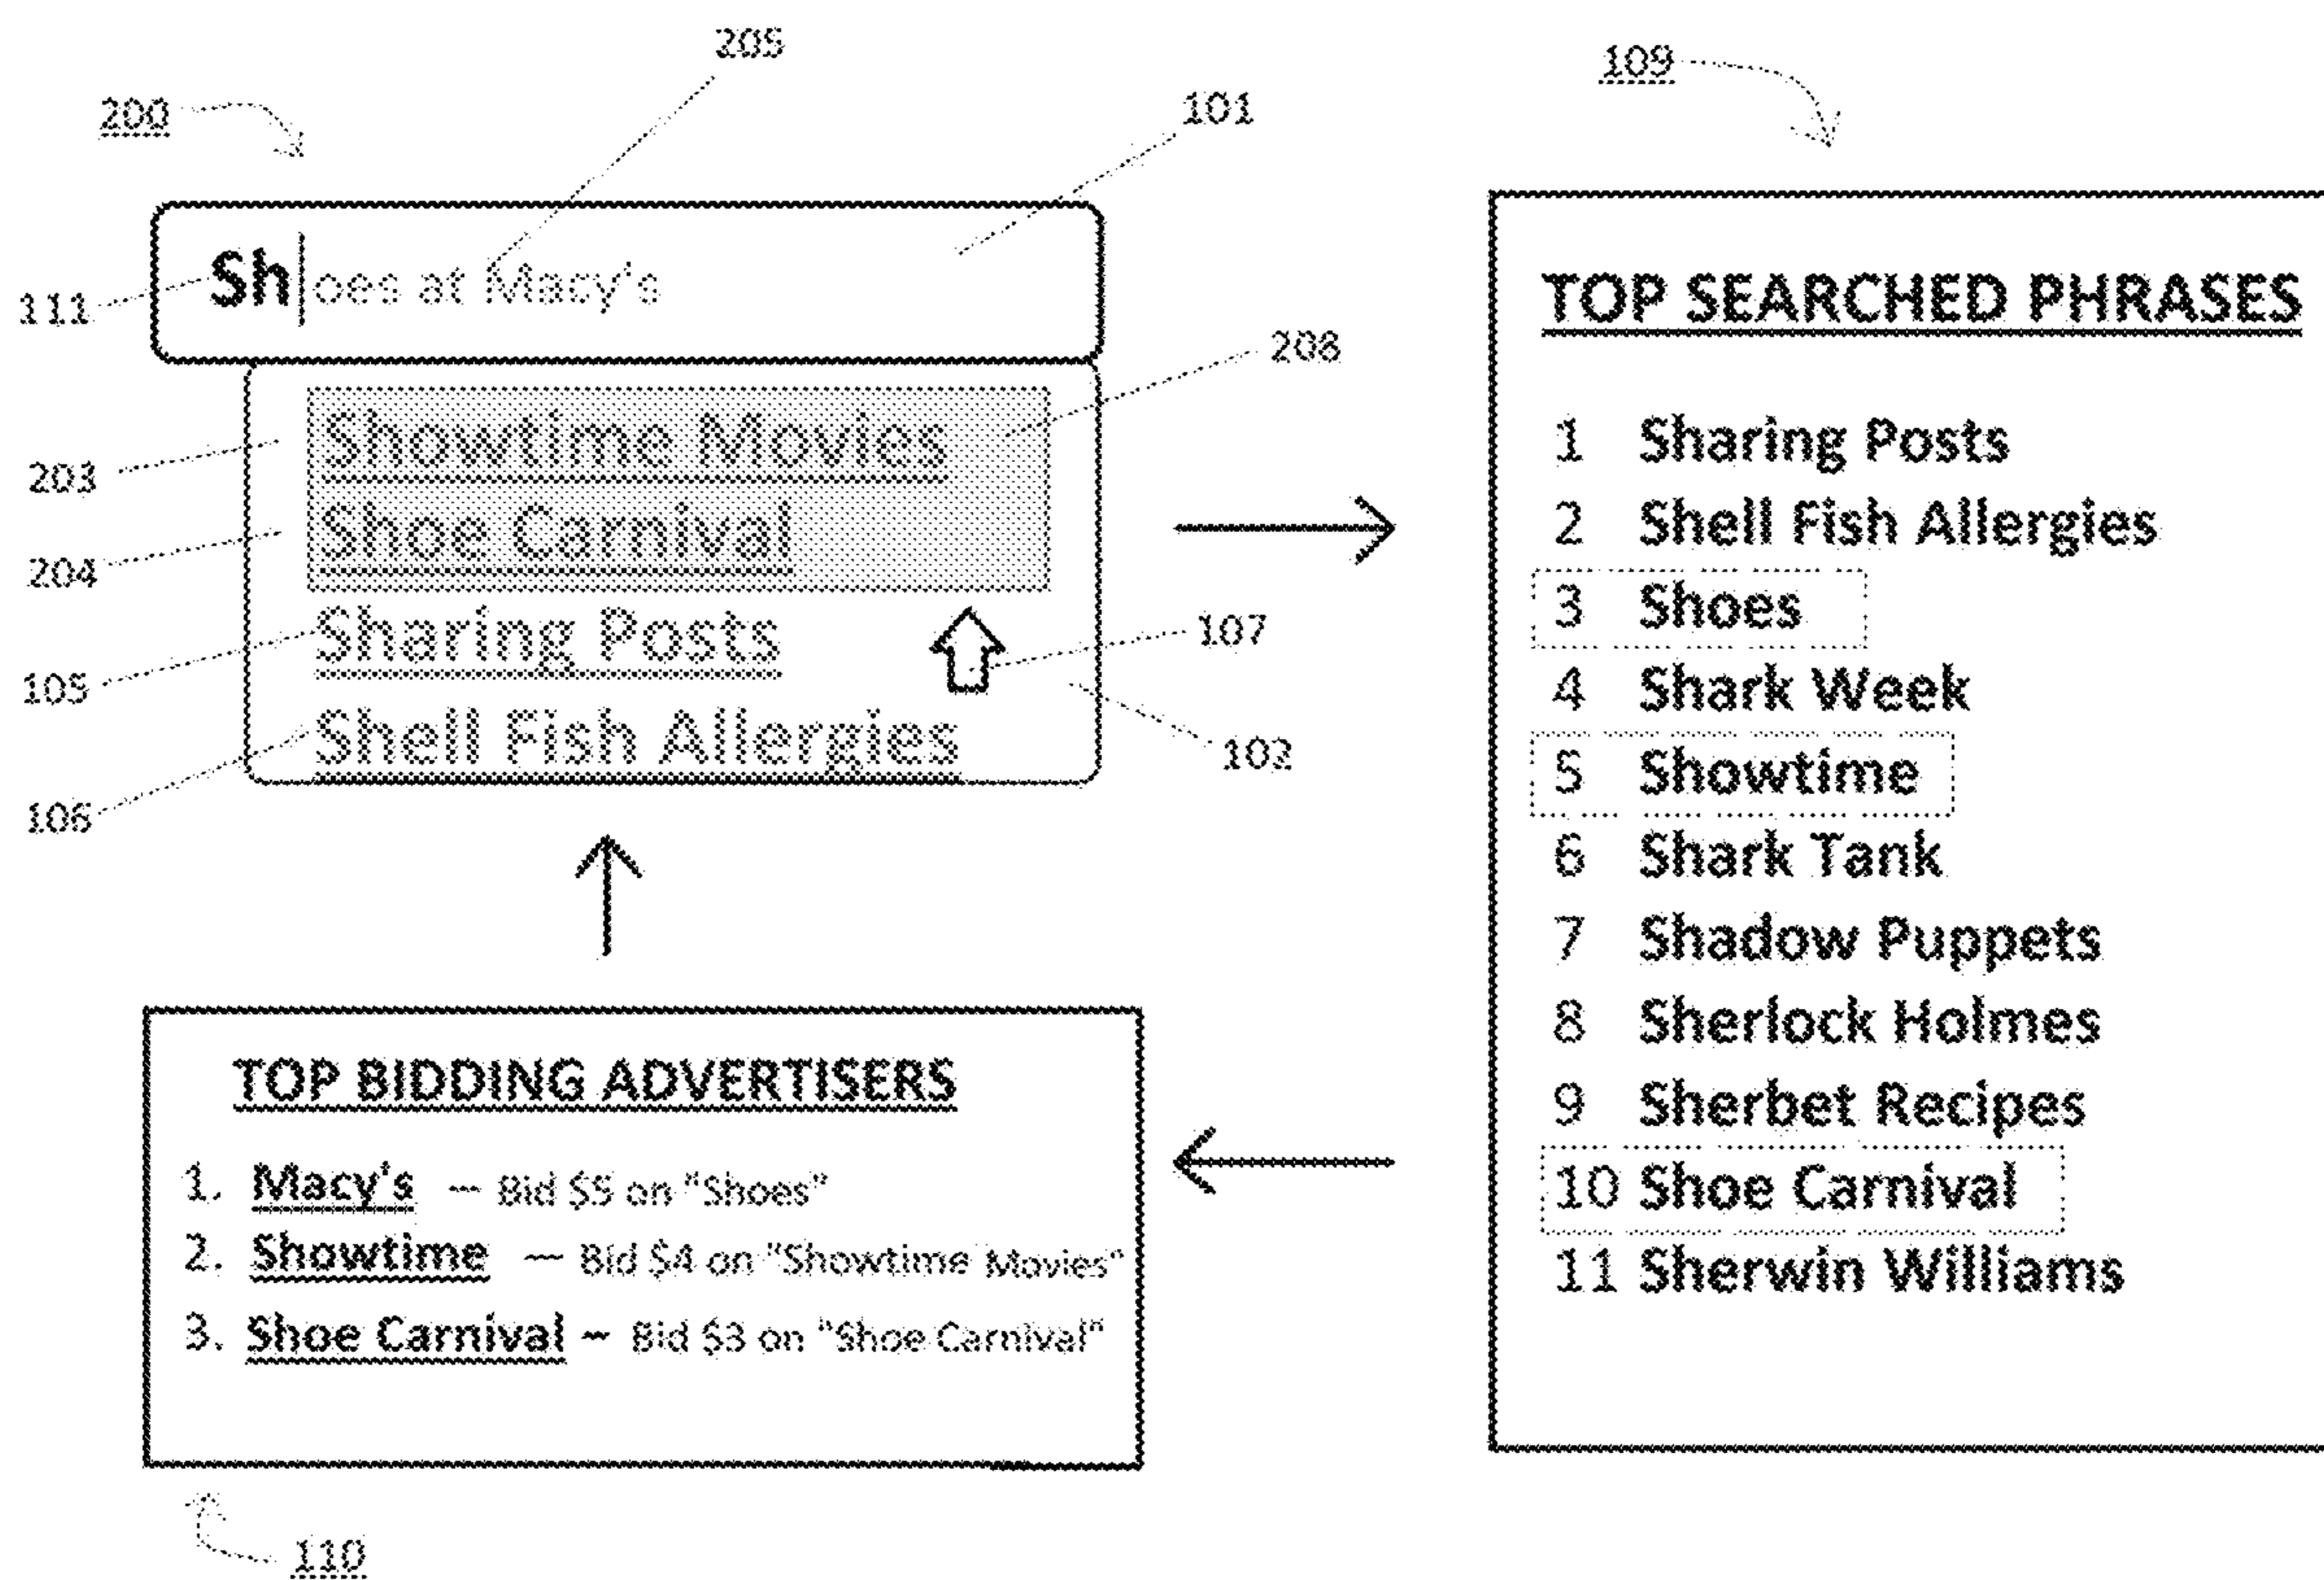 205
109
200
101
Sh|oes at Macy's
111
208
Showtime Movies
203
Shoe Carnival
204
Sharing Posts
107
105
Shell Fish Allergies
102
106
TOP SEARCHED PHRASES
1 Sharing Posts
2 Shell Fish Allergies
3 Shoes
4 Shark Week
5 Showtime
6 Shark Tank
7 Shadow Puppets
8 Sherlock Holmes
9 Sherbet Recipes
10 Shoe Carnival
11 Sherwin Williams
TOP BIDDING ADVERTISERS
1. Macy's – Bid $5 on "Shoes"
2. Showtime – Bid $4 on "Showtime Movies"
3. Shoe Carnival – Bid $3 on "Shoe Carnival"
110